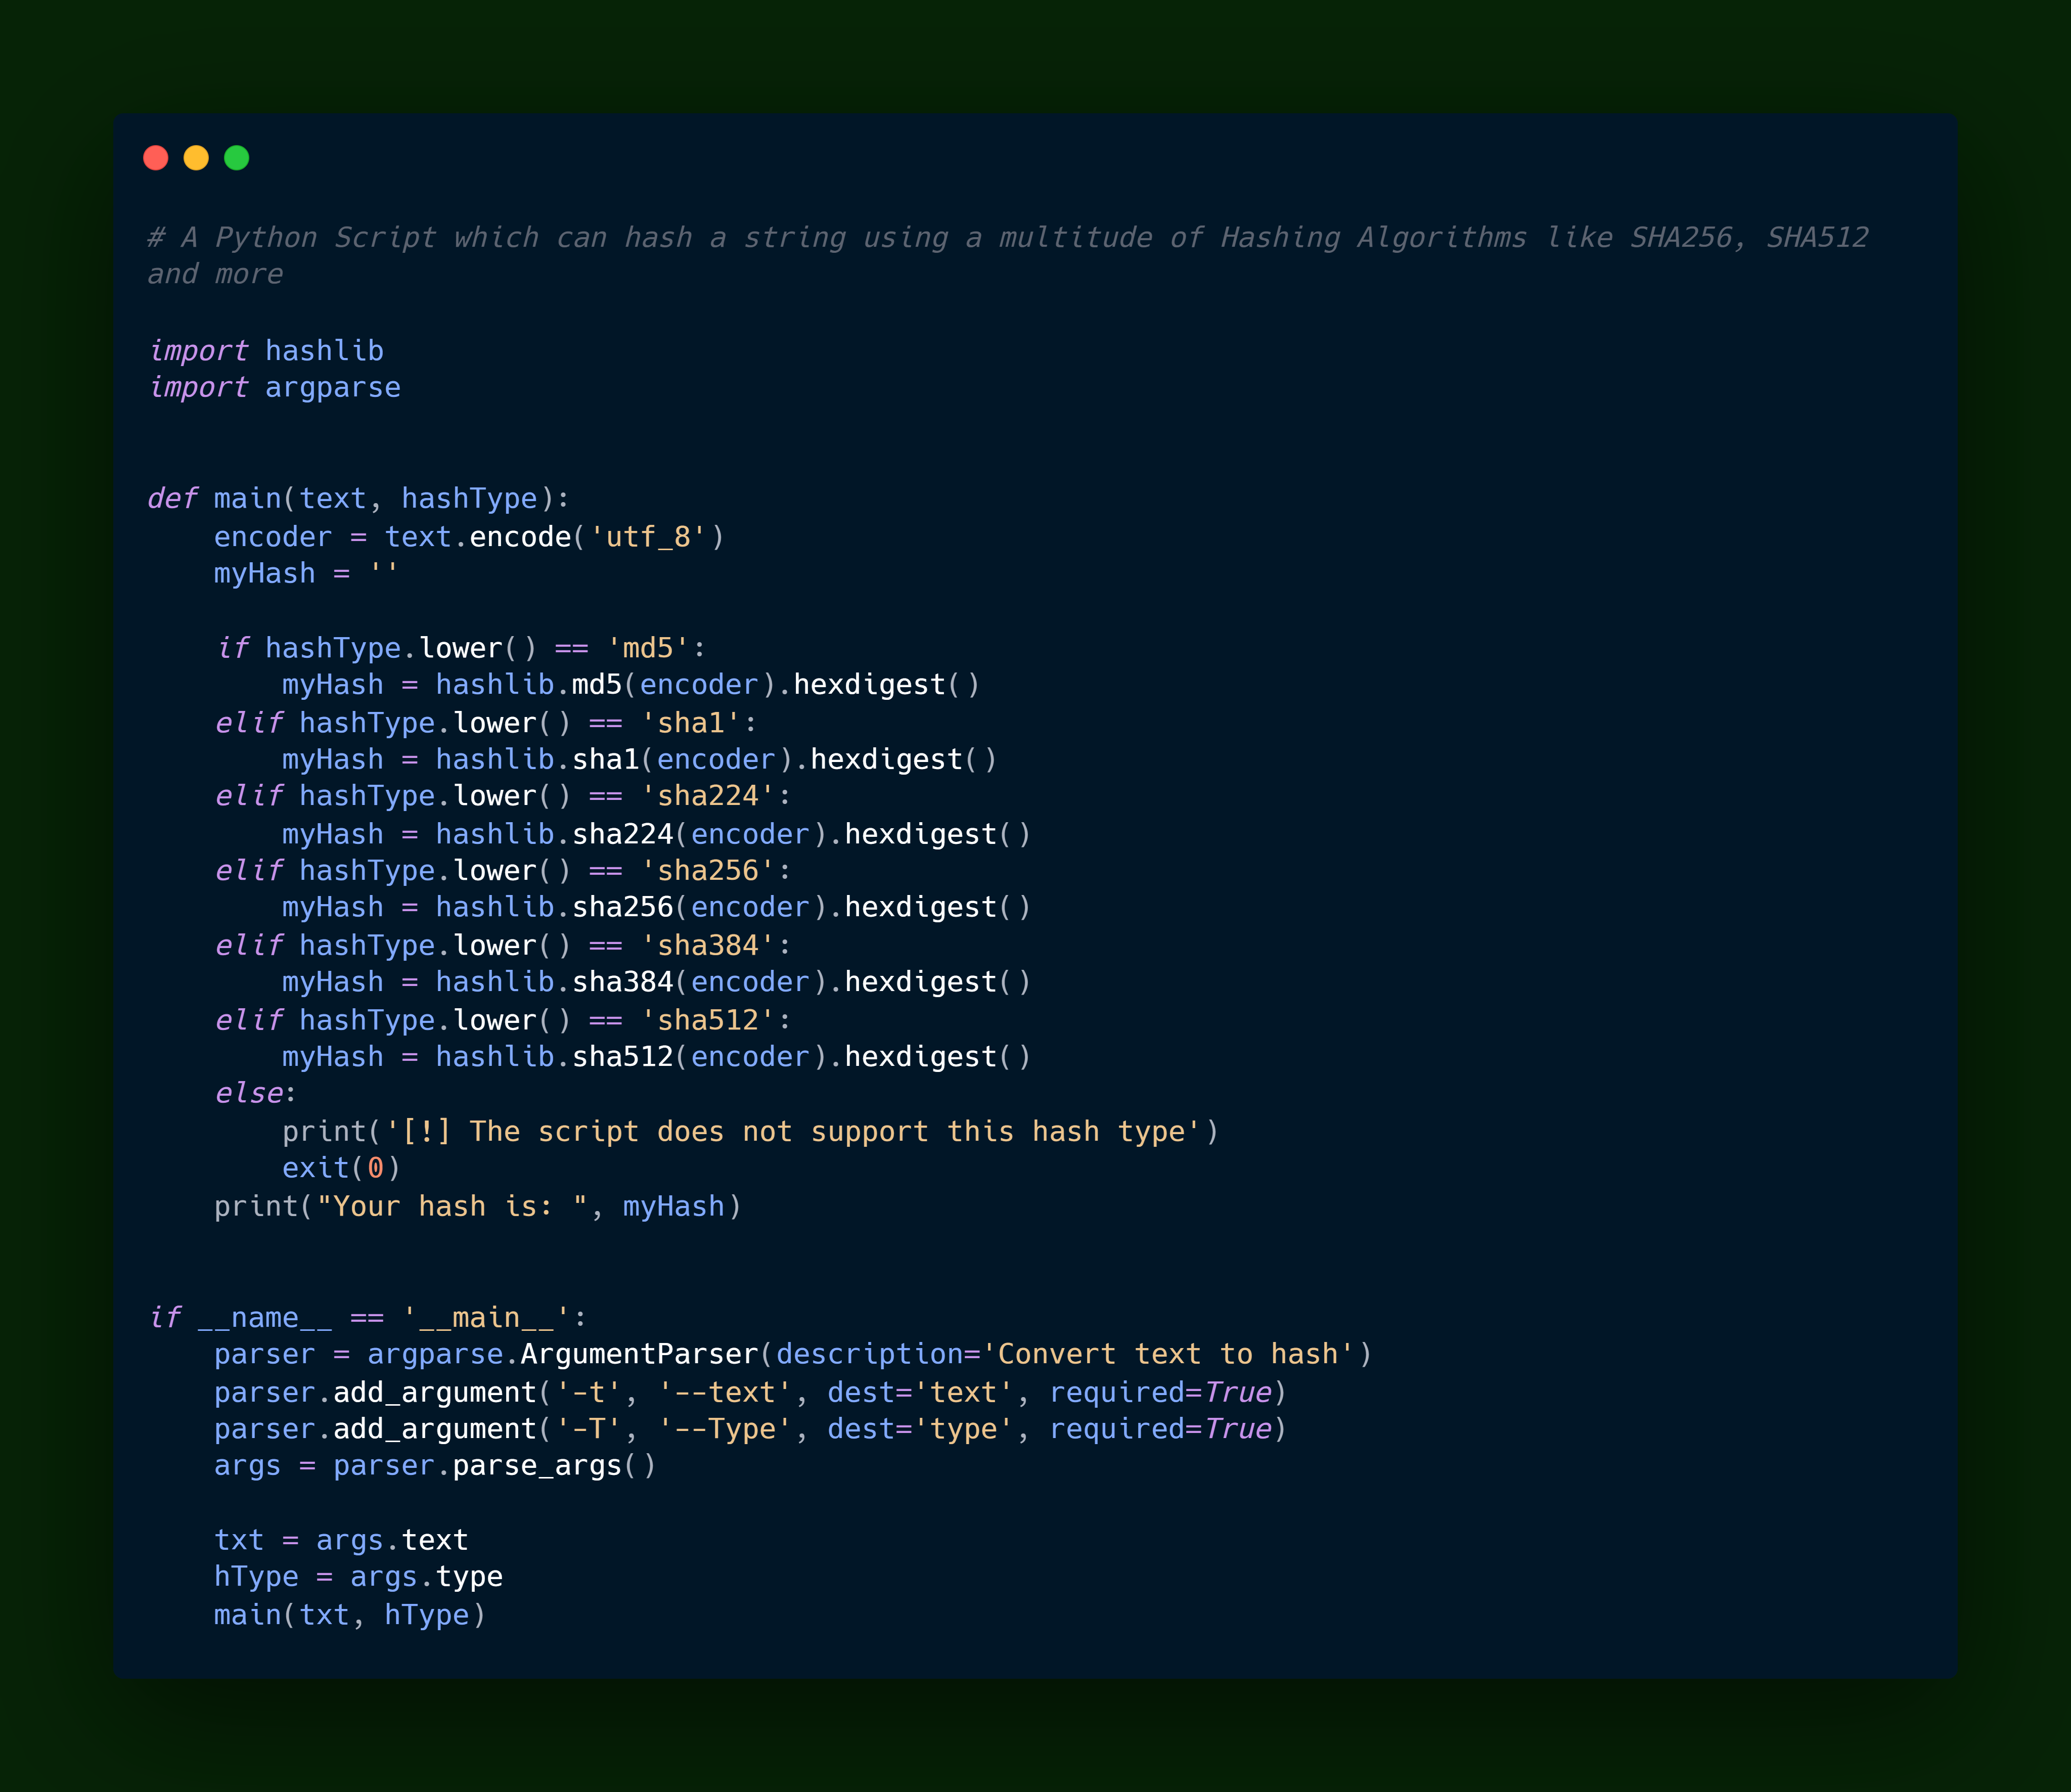 # A Python Script which can hash a string using a multitude of Hashing Algorithms like SHA256, SHA512
and more

import hashlib
import argparse


def main(text, hashType):
    encoder = text.encode('utf_8')
    myHash = ''

    if hashType.lower() == 'md5':
        myHash = hashlib.md5(encoder).hexdigest()
    elif hashType.lower() == 'sha1':
        myHash = hashlib.sha1(encoder).hexdigest()
    elif hashType.lower() == 'sha224':
        myHash = hashlib.sha224(encoder).hexdigest()
    elif hashType.lower() == 'sha256':
        myHash = hashlib.sha256(encoder).hexdigest()
    elif hashType.lower() == 'sha384':
        myHash = hashlib.sha384(encoder).hexdigest()
    elif hashType.lower() == 'sha512':
        myHash = hashlib.sha512(encoder).hexdigest()
    else:
        print('[!] The script does not support this hash type')
        exit(0)
    print("Your hash is: ", myHash)


if __name__ == '__main__':
    parser = argparse.ArgumentParser(description='Convert text to hash')
    parser.add_argument('-t', '--text', dest='text', required=True)
    parser.add_argument('-T', '--Type', dest='type', required=True)
    args = parser.parse_args()

    txt = args.text
    hType = args.type
    main(txt, hType)